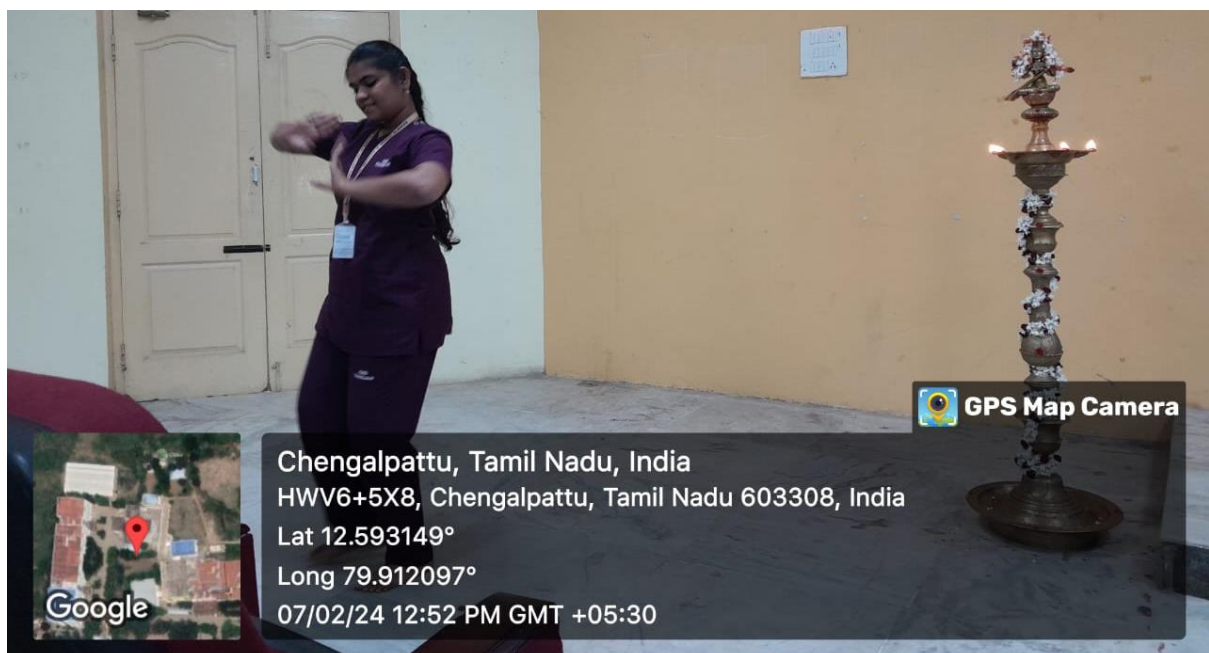 GPS Map Camera
Chengalpattu, Tamil Nadu, India
HWV6+5X8, Chengalpattu, Tamil Nadu 603308, India
Lat 12.593149°
Long 79.912097°
07/02/24 12:52 PM GMT +05:30
Google